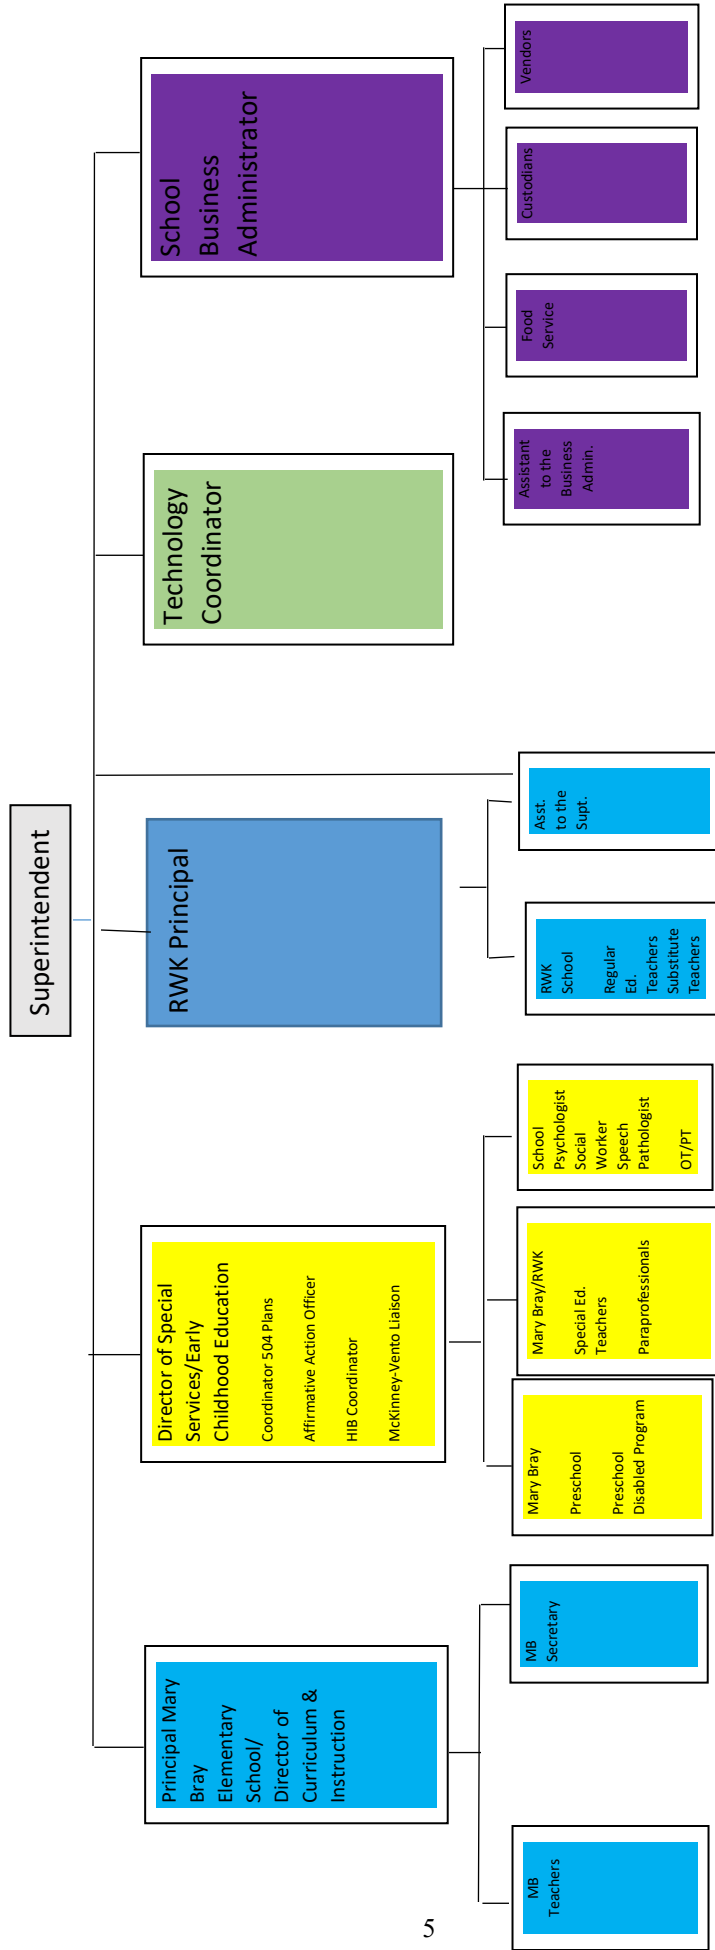 Superintendent
Principal Mary
Bray
Elementary
School/
Director of
Curriculum &
Instruction
Director of Special
Services/Early
Childhood Education
Coordinator 504 Plans
Affirmative Action Officer
HIB Coordinator
McKinney-Vento Liaison
RWK Principal
Technology
Coordinator
School
Business
Administrator
MB
Teachers
MB
Secretary
Mary Bray
Preschool
Preschool
Disabled Program
Mary Bray/RWK
Special Ed.
Teachers
Paraprofessionals
School
Psychologist
Social
Worker
Speech
Pathologist
OT/PT
RWK
School
Regular
Ed.
Teachers
Substitute
Teachers
Asst.
to the
Supt.
Assistant
to the
Business
Admin.
Food
Service
Custodians
Vendors
5